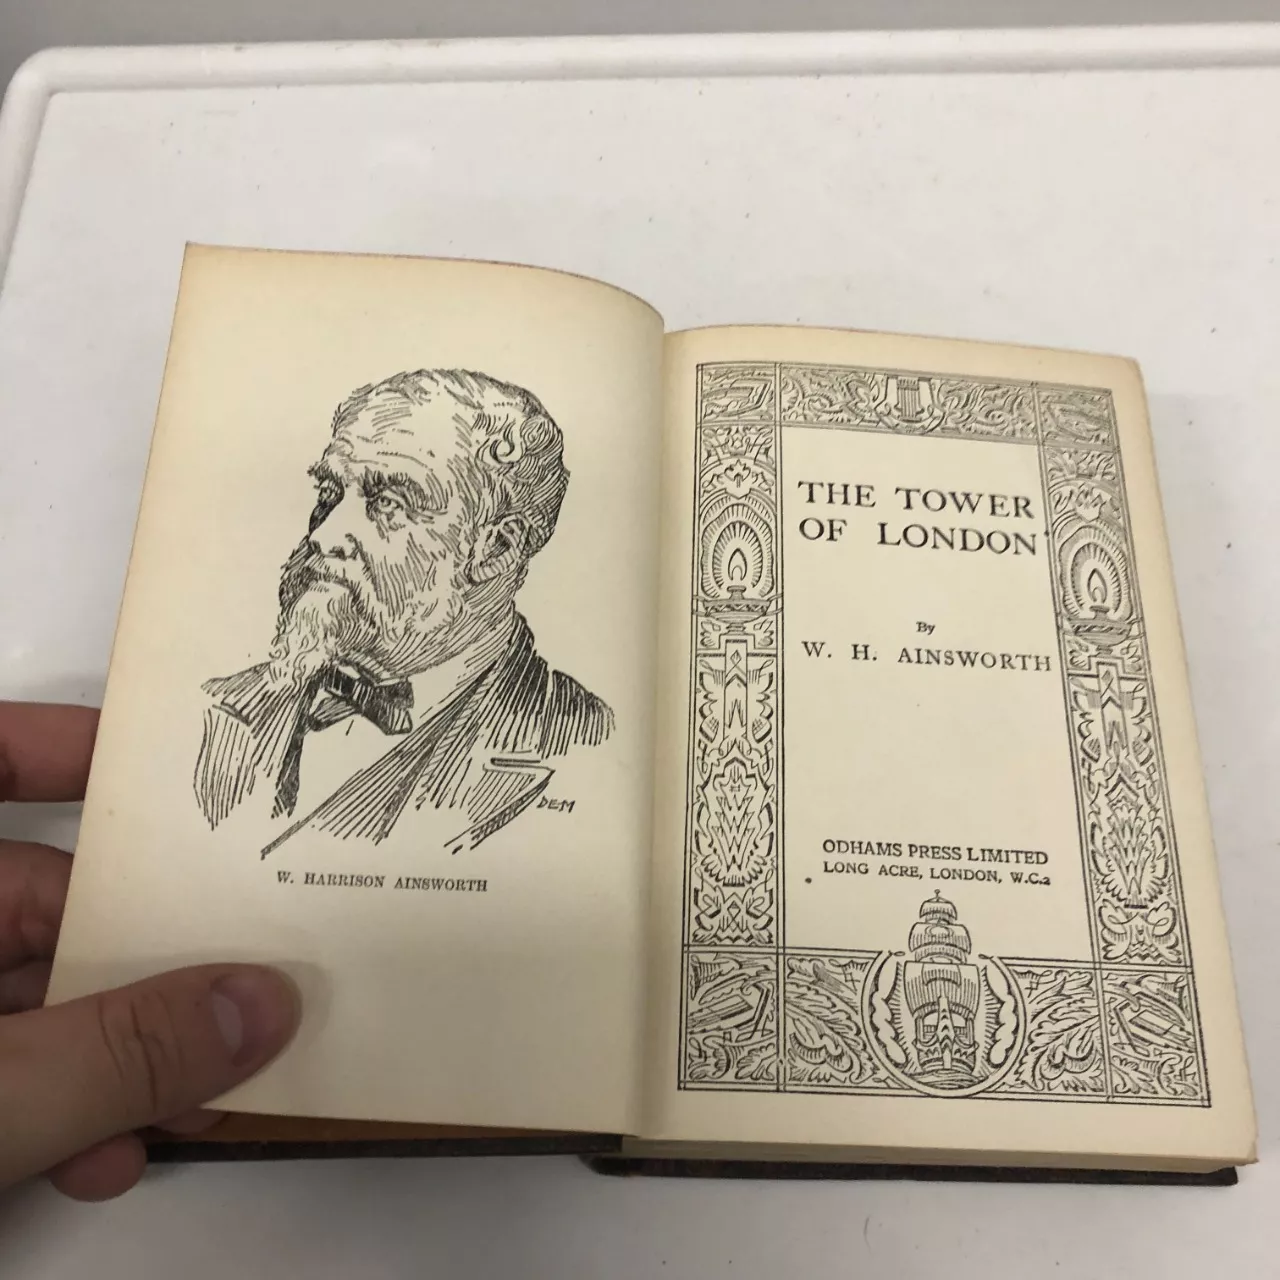 DEM
W. HARRISON AINSWORTH
THE TOWER
OF LONDON
By
W. H. AINSWORTH
ODHAMS PRESS LIMITED
LONG ACRE, LONDON, W.C.2